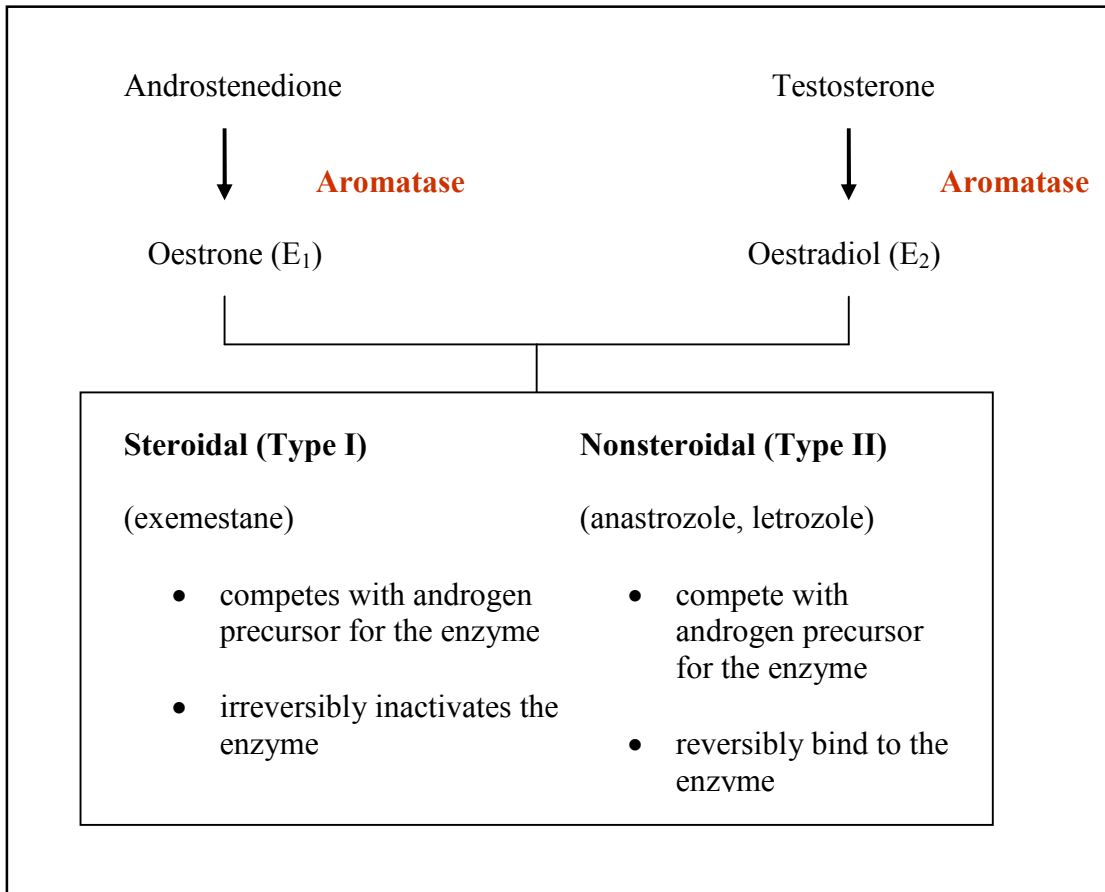 Androstenedione
Testosterone
Aromatase
Aromatase
Oestrone (E₁)
Oestradiol (E₂)
Steroidal (Type I)
(exemestane)
• competes with androgen
precursor for the enzyme
• irreversibly inactivates the
enzyme
Nonsteroidal (Type II)
(anastrozole, letrozole)
• compete with
androgen precursor
for the enzyme
• reversibly bind to the
enzyme